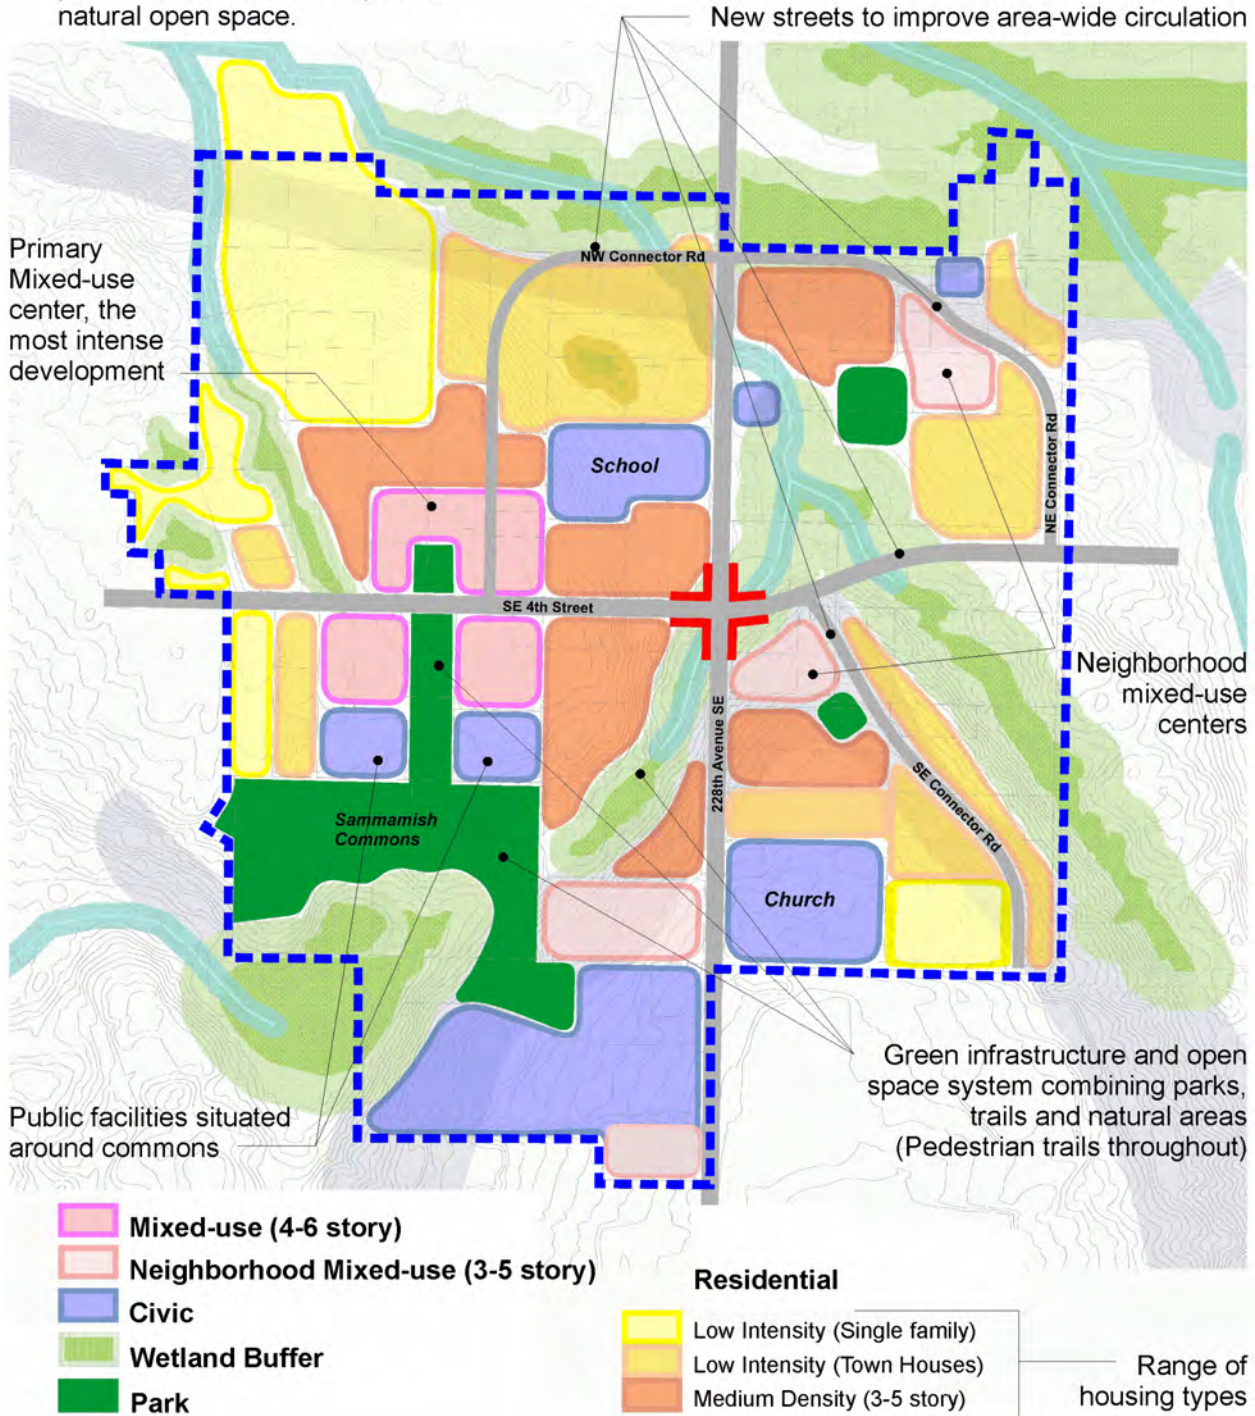 natural open space.
New streets to improve area-wide circulation
NW Connector Rd
Primary
Mixed-use
center, the
most intense
development
NE Connector Rd
School
SE 4th Street
Neighborhood
mixed-use
centers
228th Avenue SE
SE Connector Rd
Sammamish
Commons
Church
Green infrastructure and open
space system combining parks,
trails and natural areas
(Pedestrian trails throughout)
Public facilities situated
around commons
Mixed-use (4-6 story)
Neighborhood Mixed-use (3-5 story)
Civic
Wetland Buffer
Park
Residential
Low Intensity (Single family)
Low Intensity (Town Houses)
Medium Density (3-5 story)
Range of
housing types